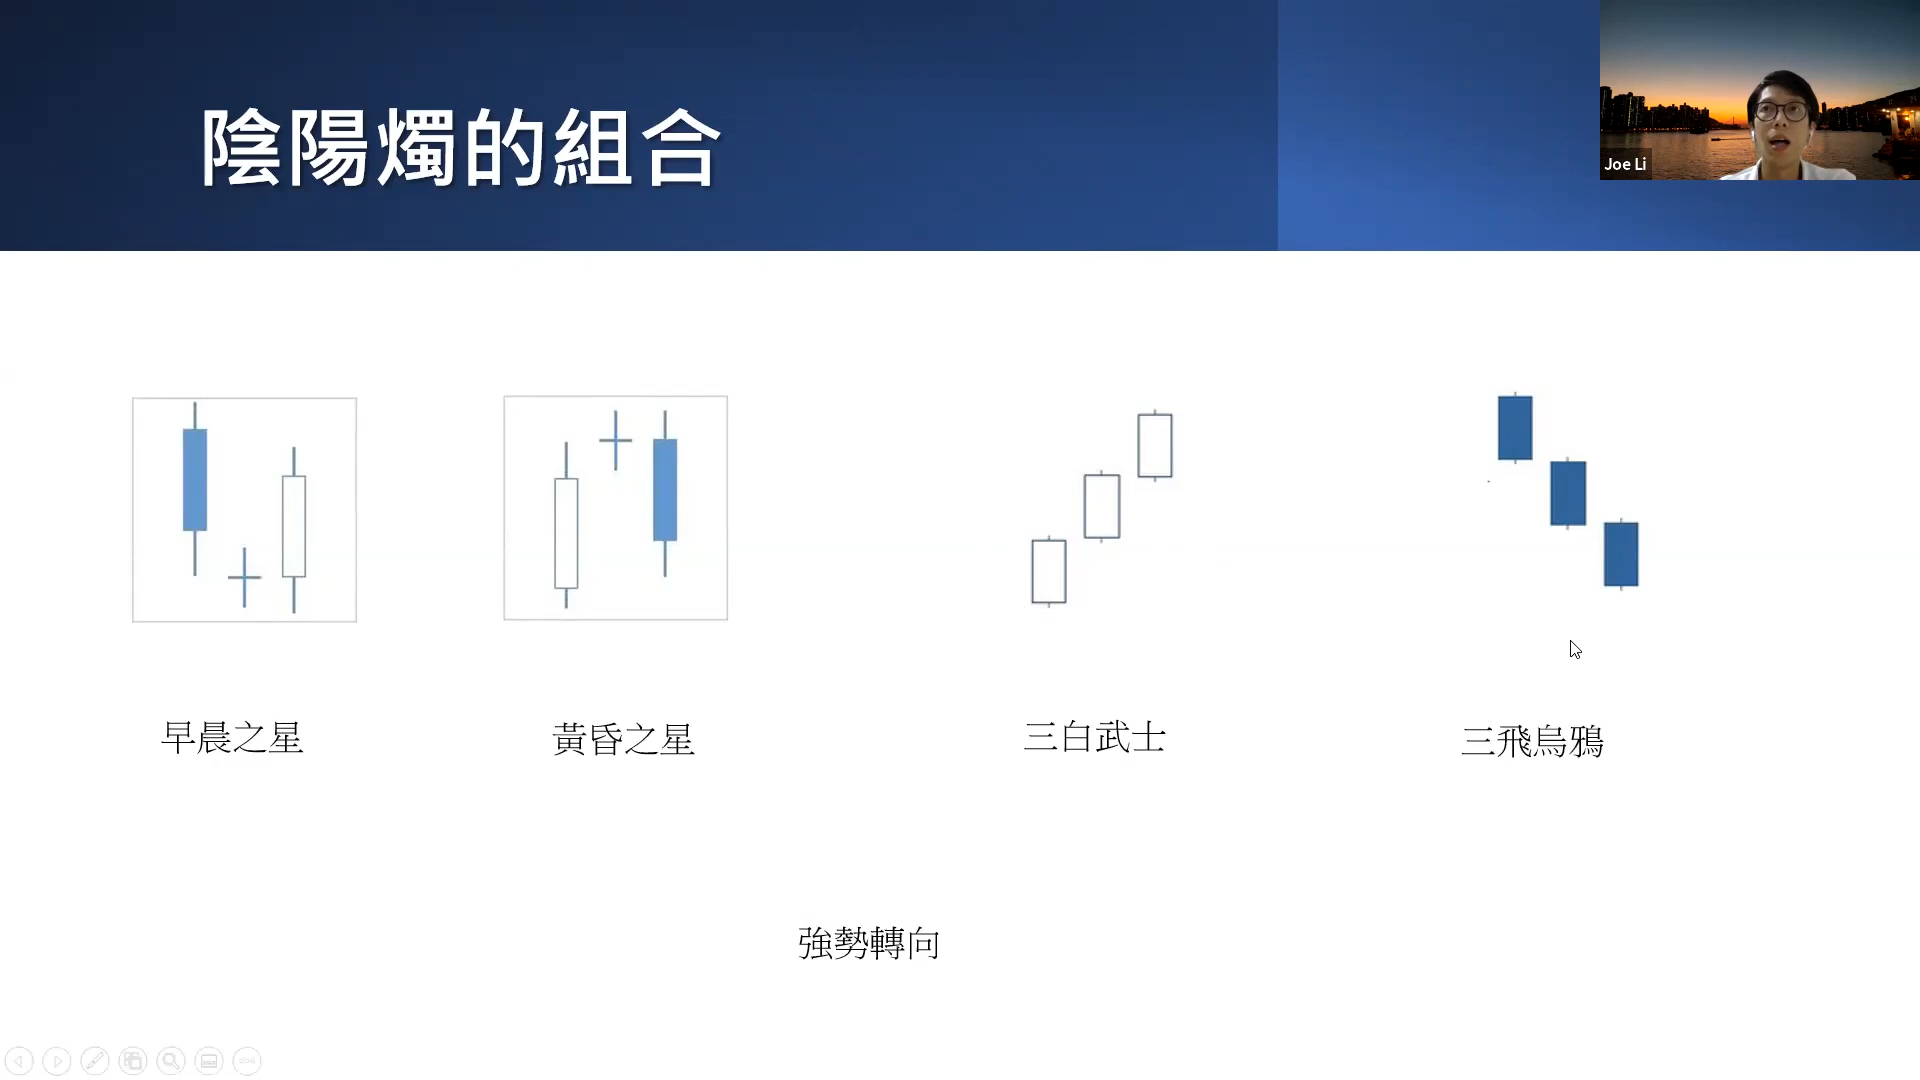 陰陽燭的組合
Joe Li
早晨之星
黃昏之星
三白武士
三飛烏鴉
強勢轉向